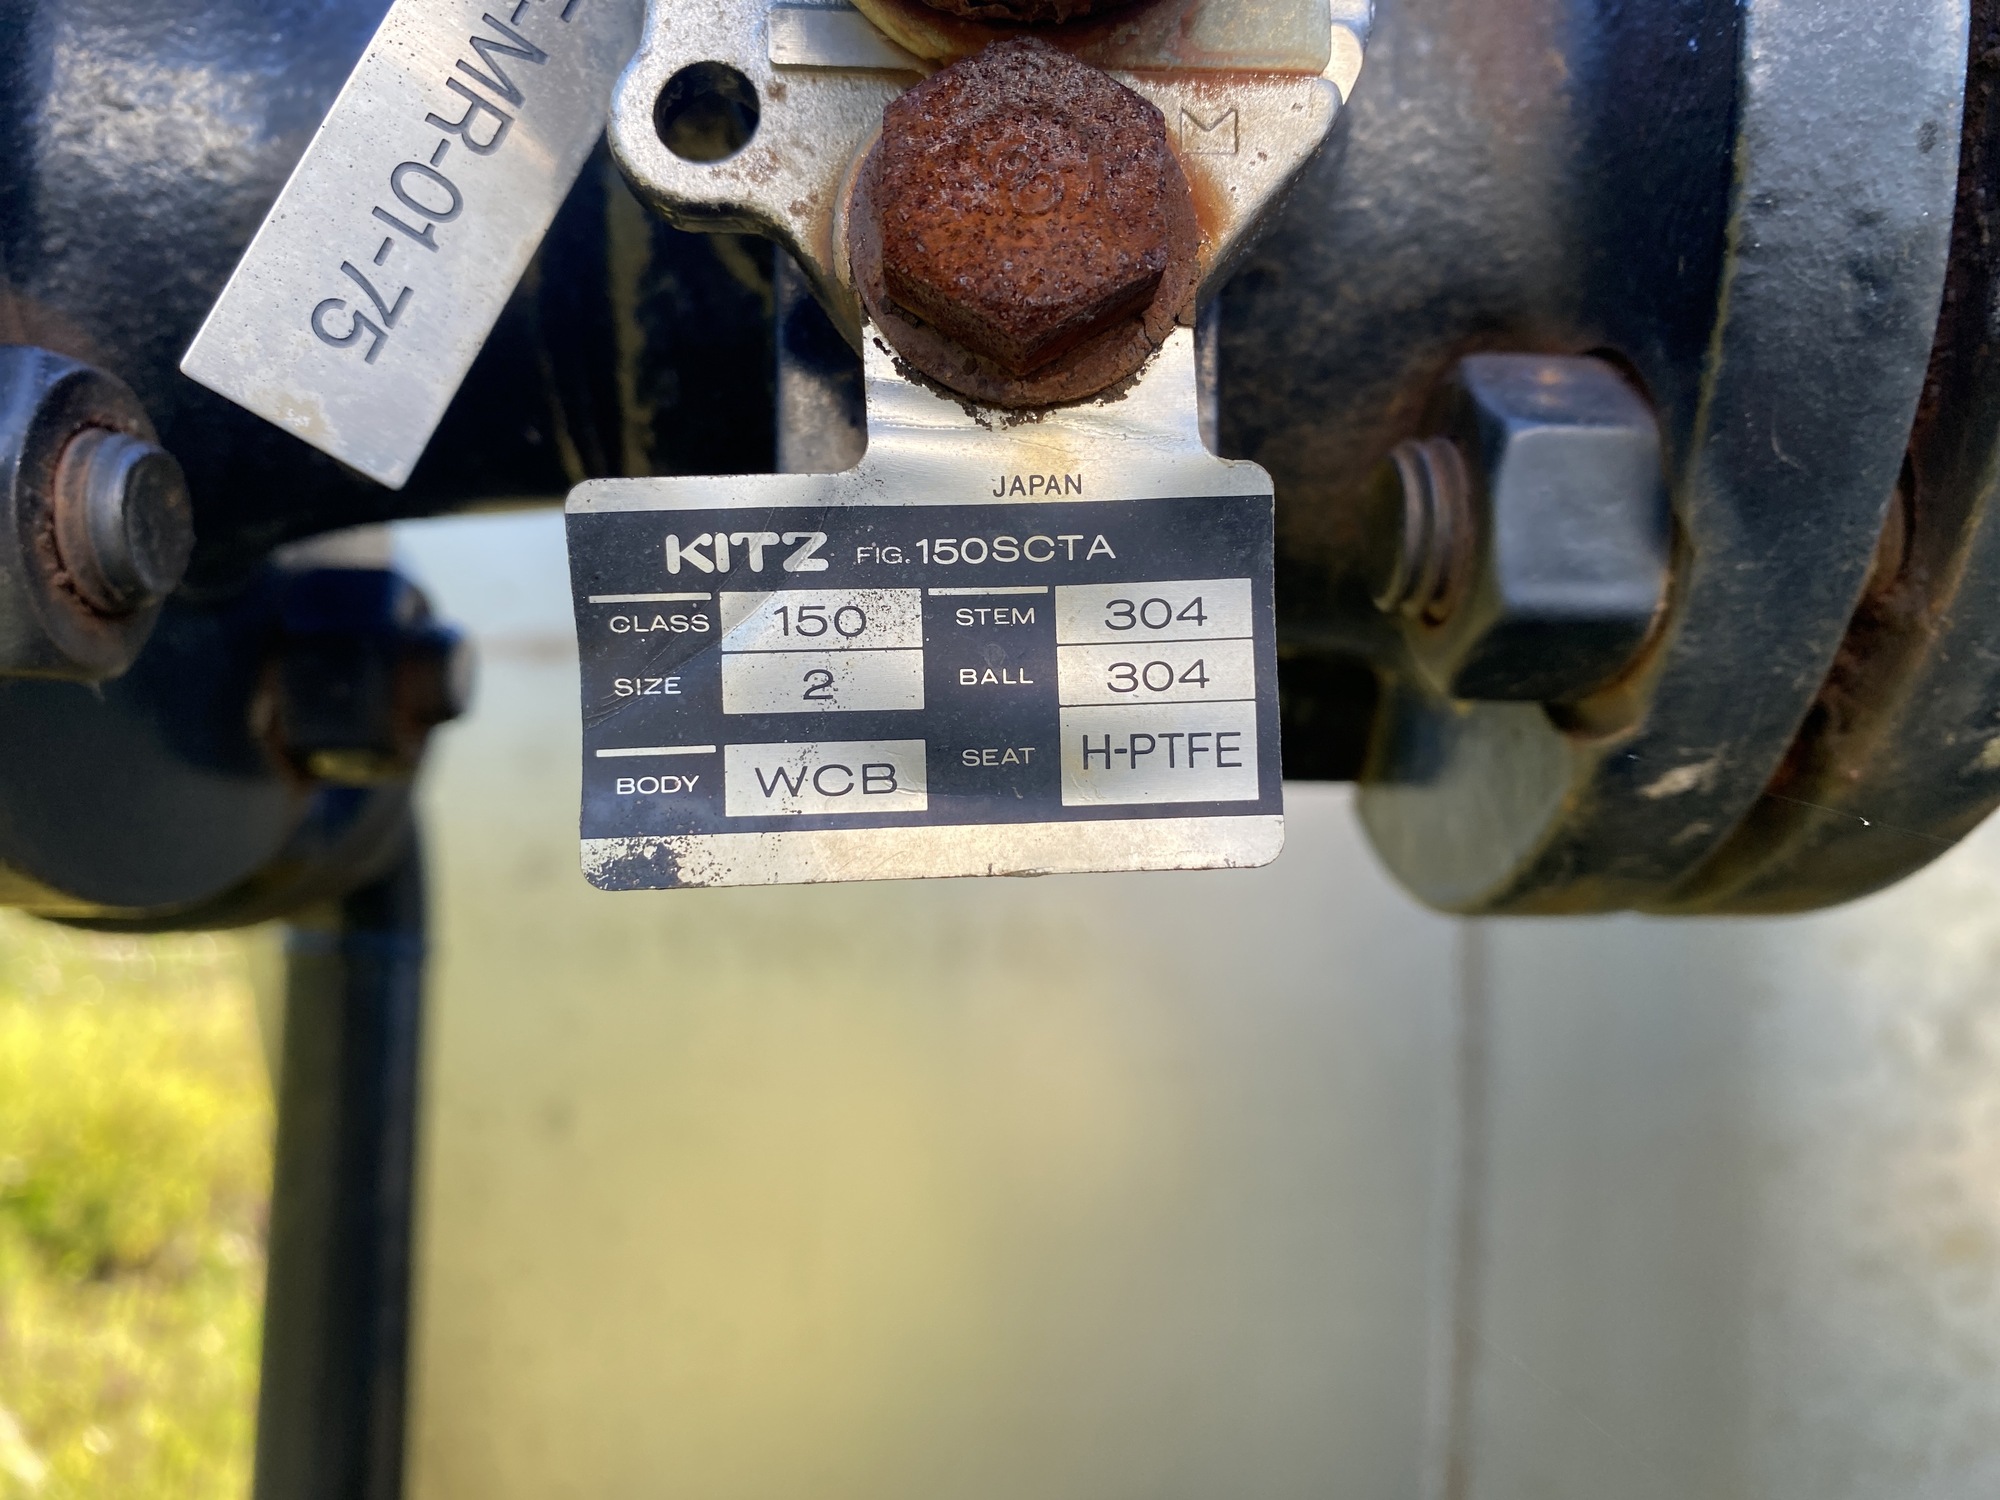 -MR-01-75
JAPAN
KITZ FIG. 150SCTA
CLASS 150 STEM 304
SIZE 2 BALL 304
BODY WCB SEAT H-PTFE